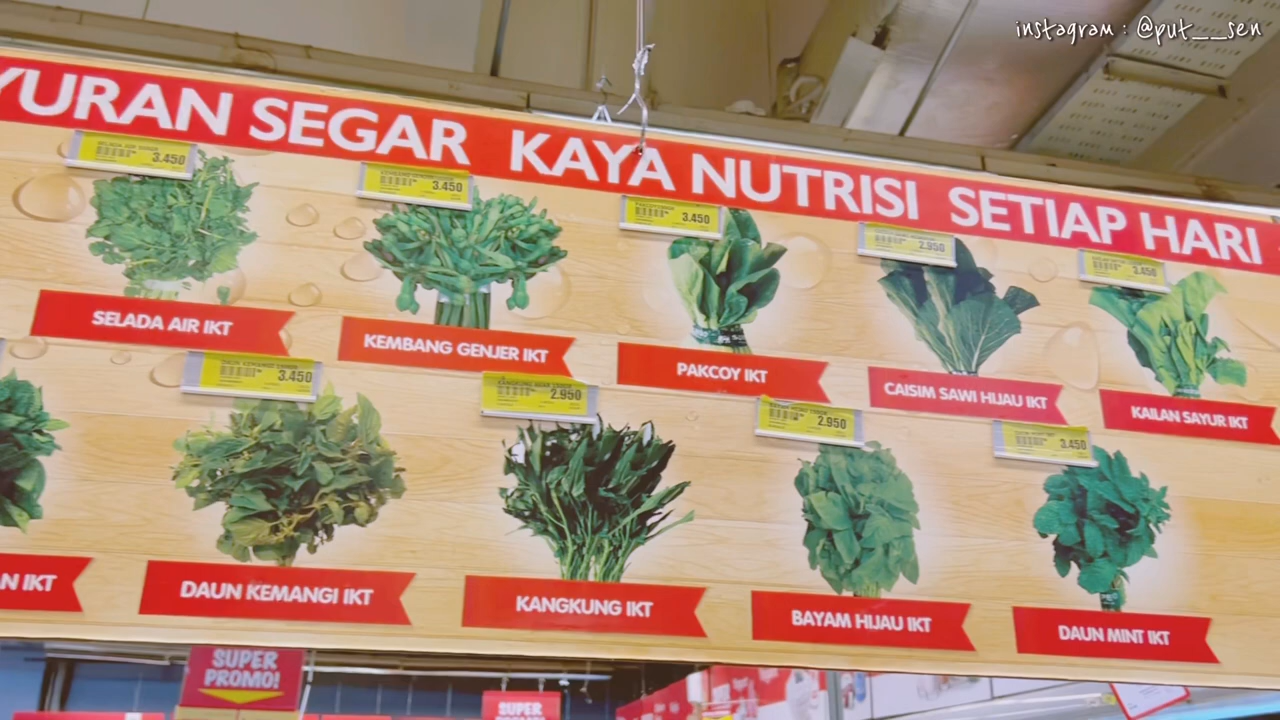 instagram : @put__sen
YURAN SEGAR KAYA NUTRISI SETIAP HARI
3.450
3.450
3.450
2.950
3.450
SELADA AIR IKT
KEMBANG GENJER IKT
PAKCOY IKT
CAISIM SAWI HIJAU IKT
KAILAN SAYUR IKT
3.450
2.950
2.950
3.450
N IKT
DAUN KEMANGI IKT
KANGKUNG IKT
BAYAM HIJAU IKT
DAUN MINT IKT
SUPER
PROMO!
SUPER